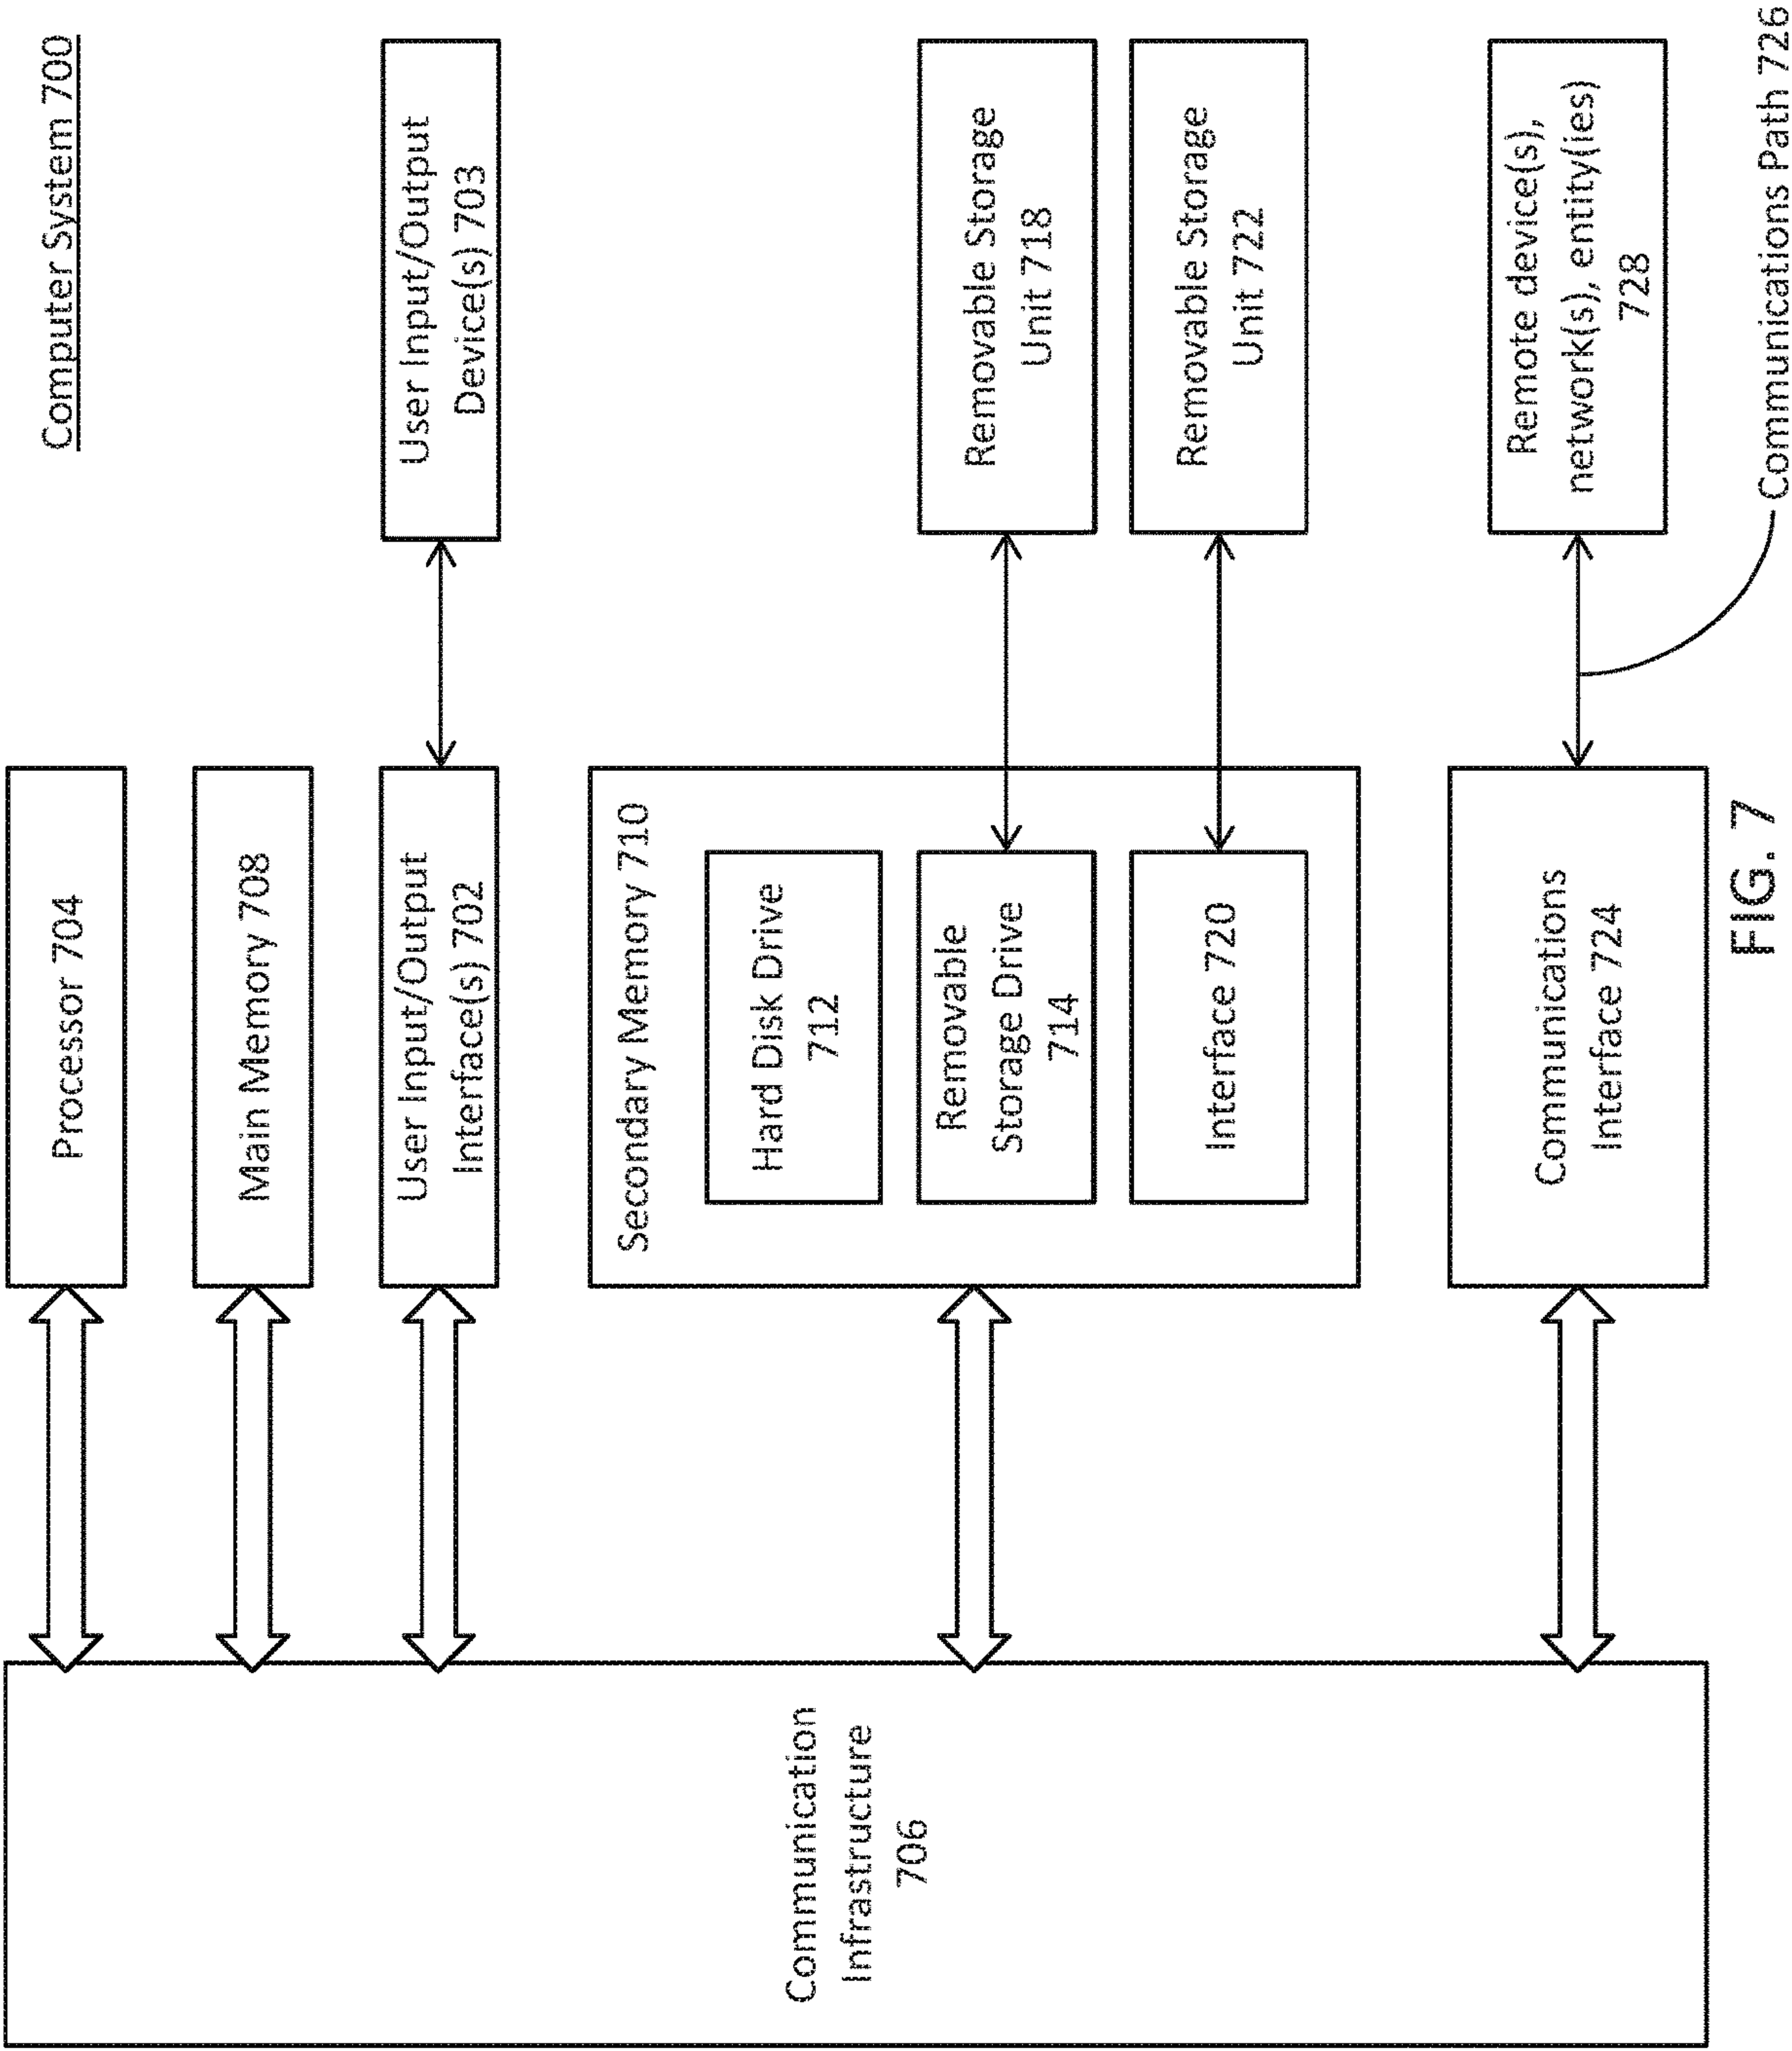 Computer System 700
Processor 704
Main Memory 708
User Input/Output
Interface(s) 702
User Input/Output
Device(s) 703
Communication
Infrastructure
706
Secondary Memory 710
Hard Disk Drive
712
Removable
Storage Drive
714
Removable Storage
Unit 718
Interface 720
Removable Storage
Unit 722
Communications
Interface 724
Remote device(s),
network(s), entity(ies)
728
Communications Path 726
FIG. 7